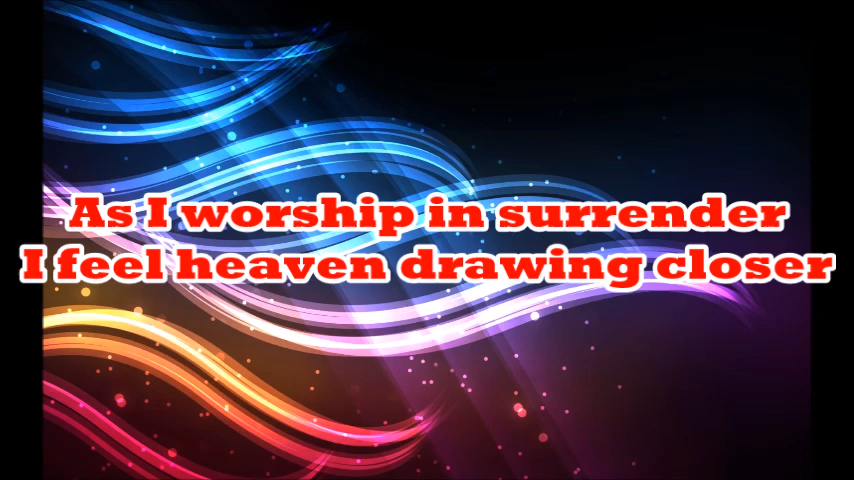 As I worship in surrender
I feel heaven drawing closer